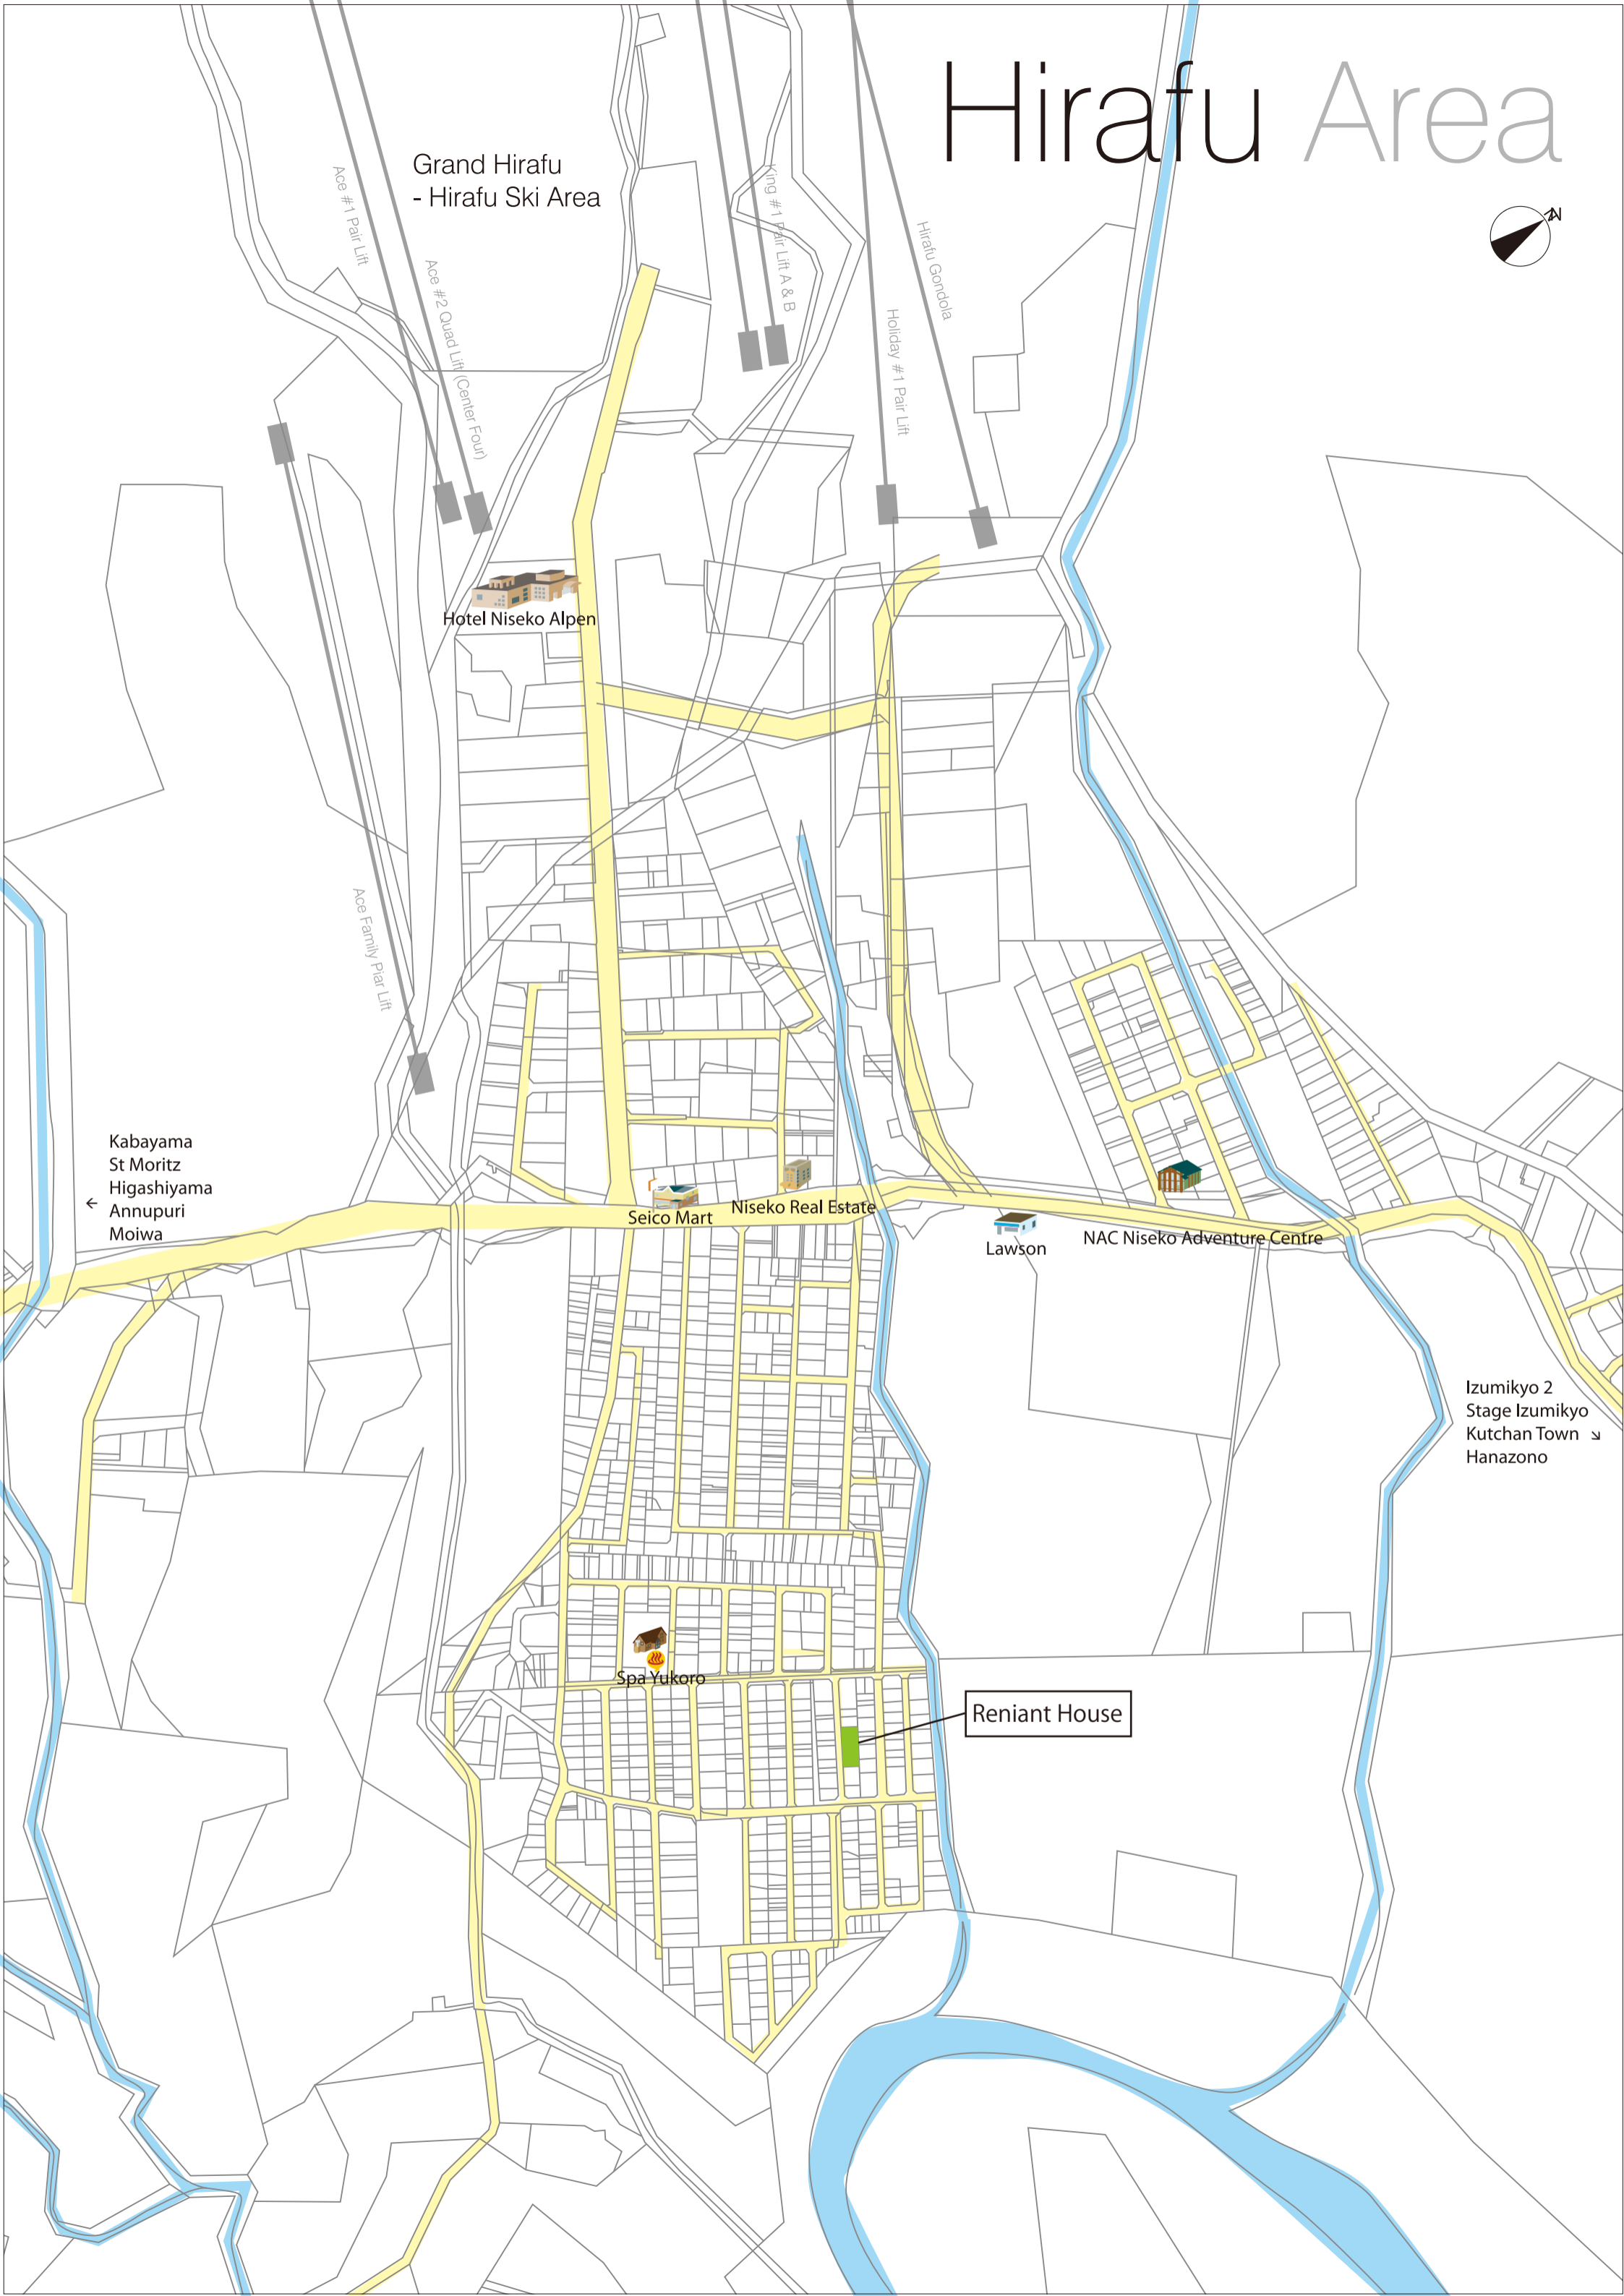 Hirafu Area
N
Grand Hirafu
- Hirafu Ski Area
Ace #1 Pair Lift
Ace #2 Quad Lift (Center Four)
King #1 Pair Lift A & B
Holiday #1 Pair Lift
Hirafu Gondola
Hotel Niseko Alpen
Ace Family Piar Lift
Kabayama
St Moritz
← Higashiyama
Annupuri
Moiwa
Seico Mart
Niseko Real Estate
Lawson
NAC Niseko Adventure Centre
Izumikyo 2
Stage Izumikyo
Kutchan Town ↘
Hanazono
Spa Yukoro
Reniant House